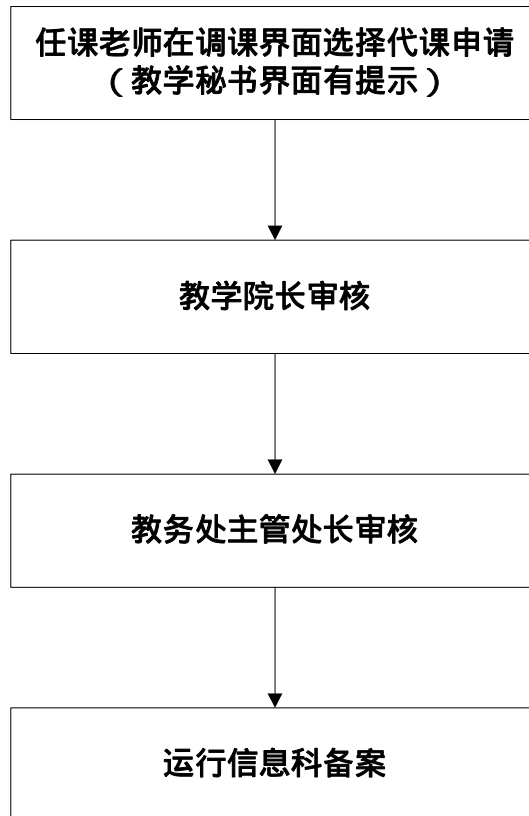 任课老师在调课界面选择代课申请
（教学秘书界面有提示）
教学院长审核
教务处主管处长审核
运行信息科备案